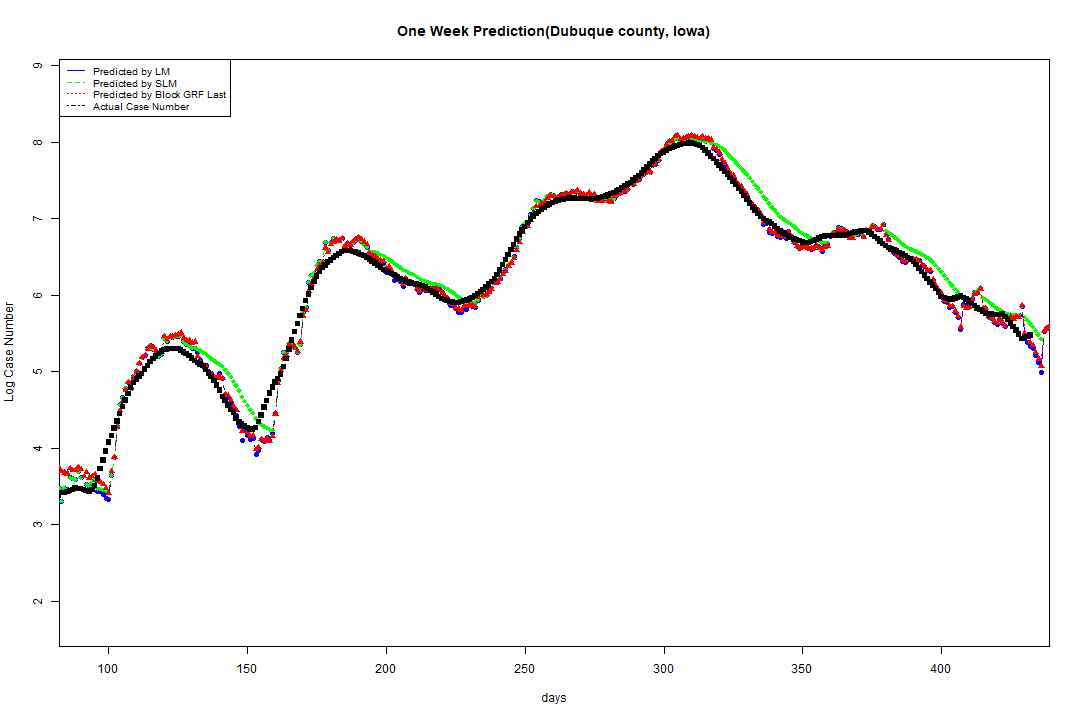 One Week Prediction(Dubuque county, Iowa)
Predicted by LM
Predicted by SLM
Predicted by Block GRF Last
Actual Case Number
Log Case Number
9
8
7
6
5
4
3
2
100 150 200 250 300 350 400
days